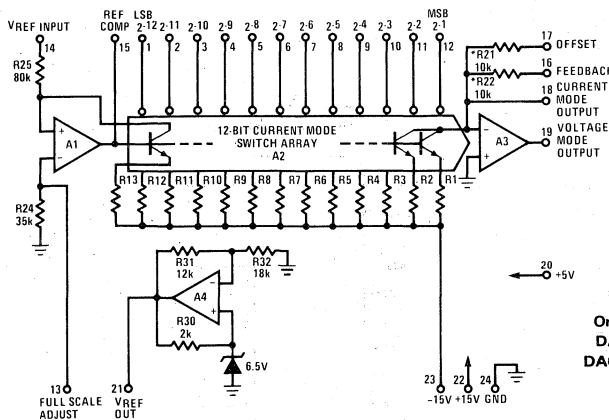 VREF INPUT
14
REF
COMP
15
LSB
2-12 2-11 2-10 2-9 2-8 2-7 2-6 2-5 2-4 2-3 2-2
MSB
2-1
1 2 3 4 5 6 7 8 9 10 11 12
R25
80k
17
OFFSET
*R21
10k
16
FEEDBACK
*R22
10k
18
CURRENT
MODE
OUTPUT
19
VOLTAGE
MODE
OUTPUT
A1
+
−
12-BIT CURRENT MODE
SWITCH ARRAY
A2
−
+
A3
R24
35k
R13 R12 R11 R10 R9 R8 R7 R6 R5 R4 R3 R2 R1
R31
12k
R32
18k
A4
−
+
R30
2k
6.5V
20
+5V
Or
D
DA
13
FULL SCALE
ADJUST
21
VREF
OUT
23
-15V
22
+15V
24
GND